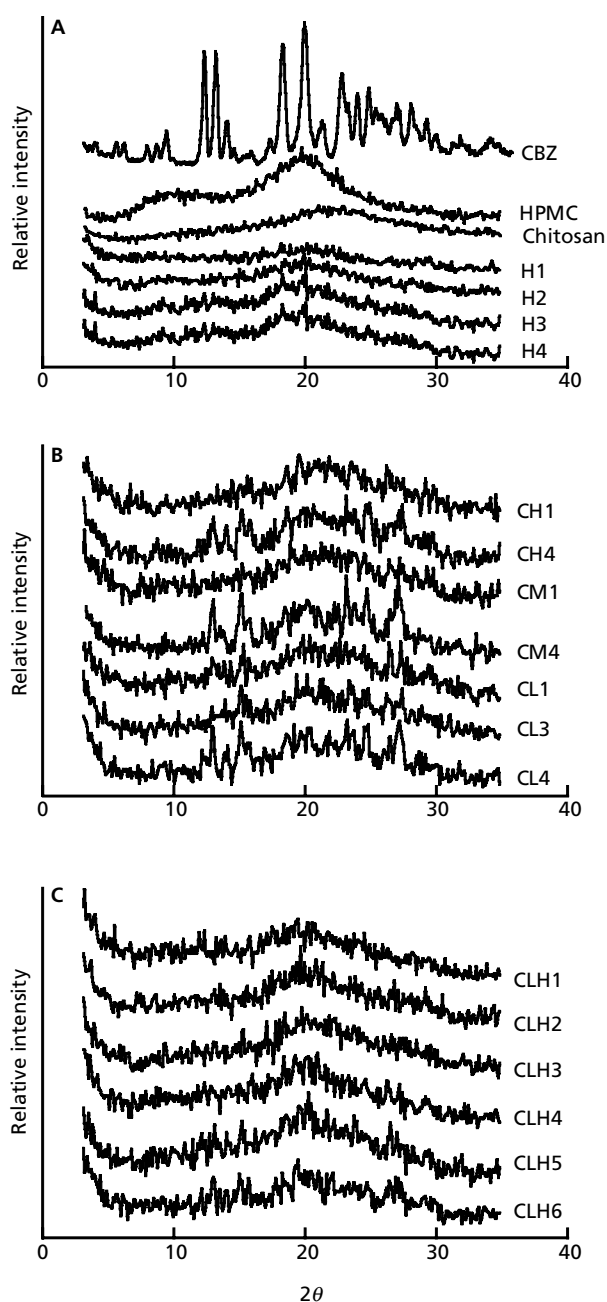 A
Relative intensity
CBZ
HPMC
Chitosan
H1
H2
H3
H4
0 10 20 30 40
B
Relative intensity
CH1
CH4
CM1
CM4
CL1
CL3
CL4
0 10 20 30 40
C
Relative intensity
CLH1
CLH2
CLH3
CLH4
CLH5
CLH6
0 10 20 30 40
2θ